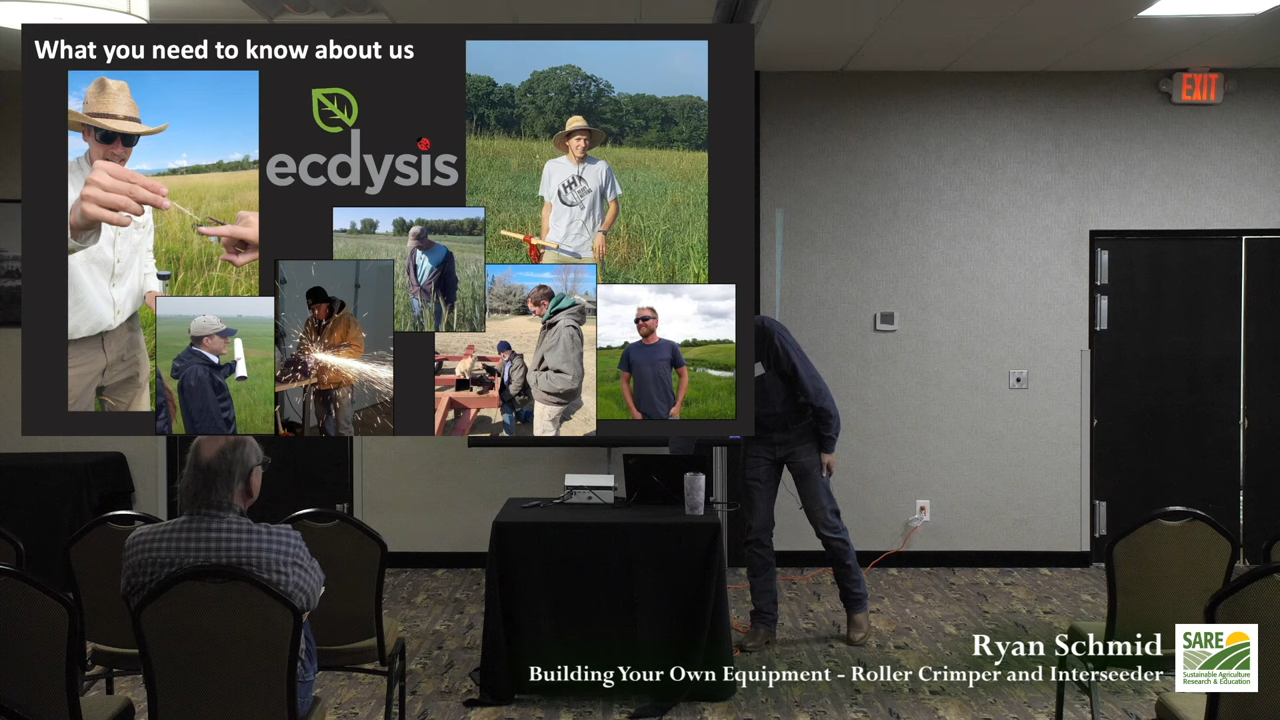 What you need to know about us
ecdysis
EXIT
Ryan Schmid
Building Your Own Equipment - Roller Crimper and Interseeder
SARE
Sustainable Agriculture
Research & Education